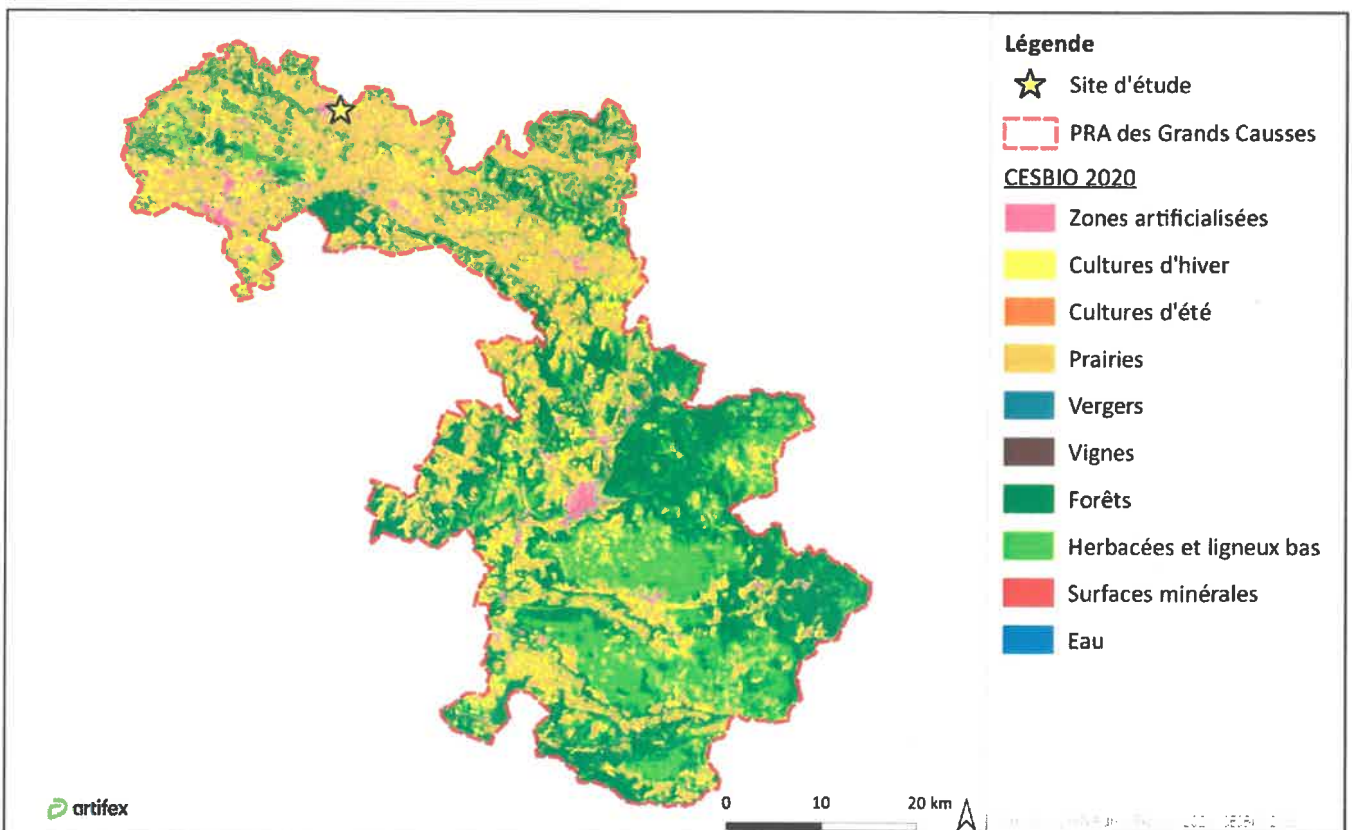 Légende
Site d'étude
PRA des Grands Causses
CESBIO 2020
Zones artificialisées
Cultures d'hiver
Cultures d'été
Prairies
Vergers
Vignes
Forêts
Herbacées et ligneux bas
Surfaces minérales
Eau
artifex
0 10 20 km